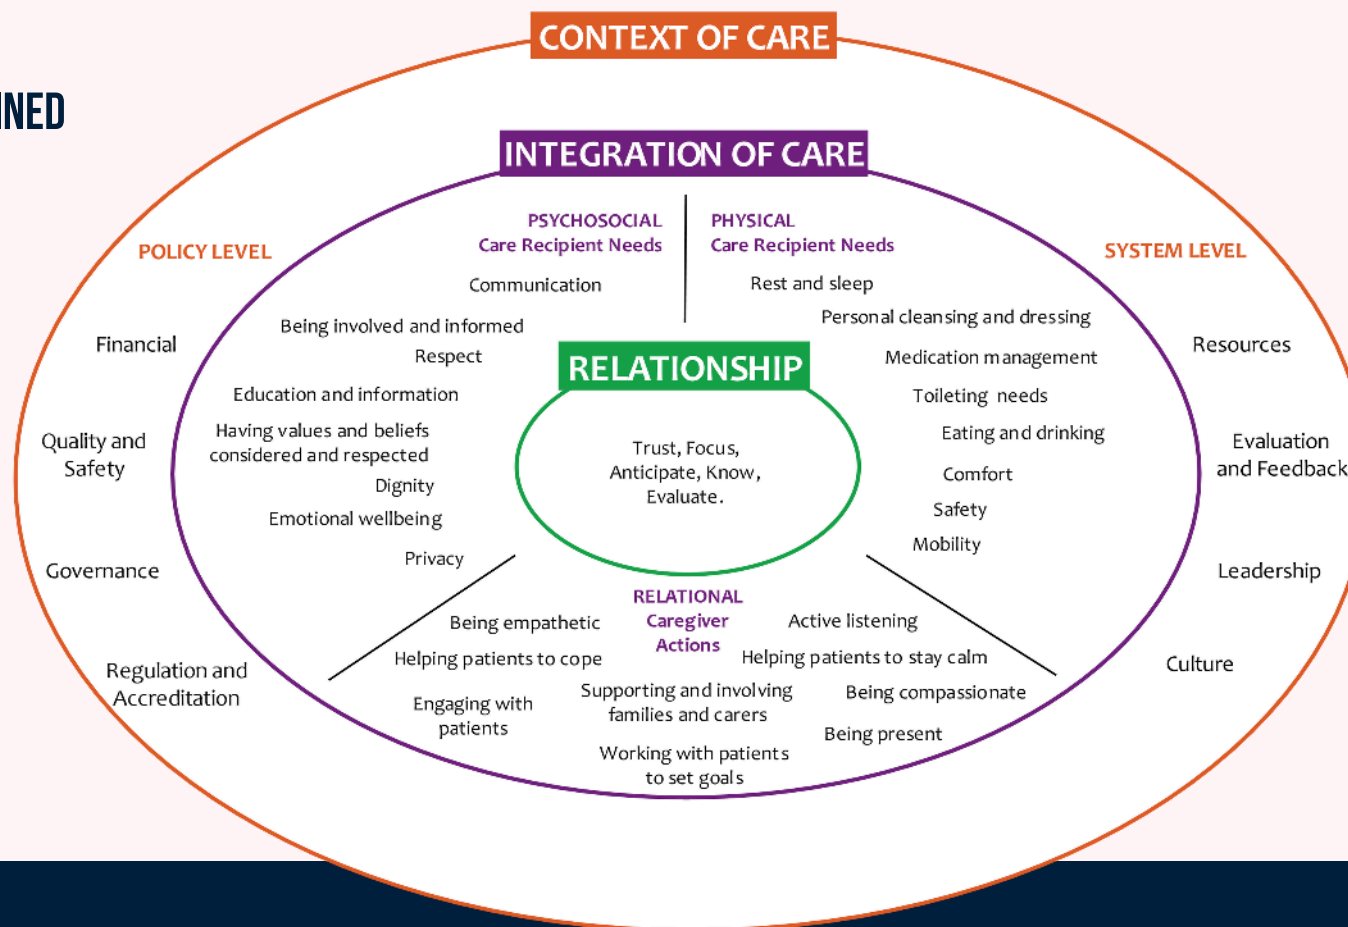 INED
CONTEXT OF CARE
INTEGRATION OF CARE
POLICY LEVEL
Financial
Quality and
Safety
Governance
Regulation and
Accreditation
PSYCHOSOCIAL
Care Recipient Needs
Communication
Being involved and informed
Respect
Education and information
Having values and beliefs
considered and respected
Dignity
Emotional wellbeing
Privacy
PHYSICAL
Care Recipient Needs
Rest and sleep
Personal cleansing and dressing
Medication management
Toileting needs
Eating and drinking
Comfort
Safety
Mobility
RELATIONSHIP
Trust, Focus,
Anticipate, Know,
Evaluate.
RELATIONAL
Caregiver
Actions
Being empathetic
Helping patients to cope
Engaging with
patients
Supporting and involving
families and carers
Working with patients
to set goals
Active listening
Helping patients to stay calm
Being compassionate
Being present
SYSTEM LEVEL
Resources
Evaluation
and Feedback
Leadership
Culture